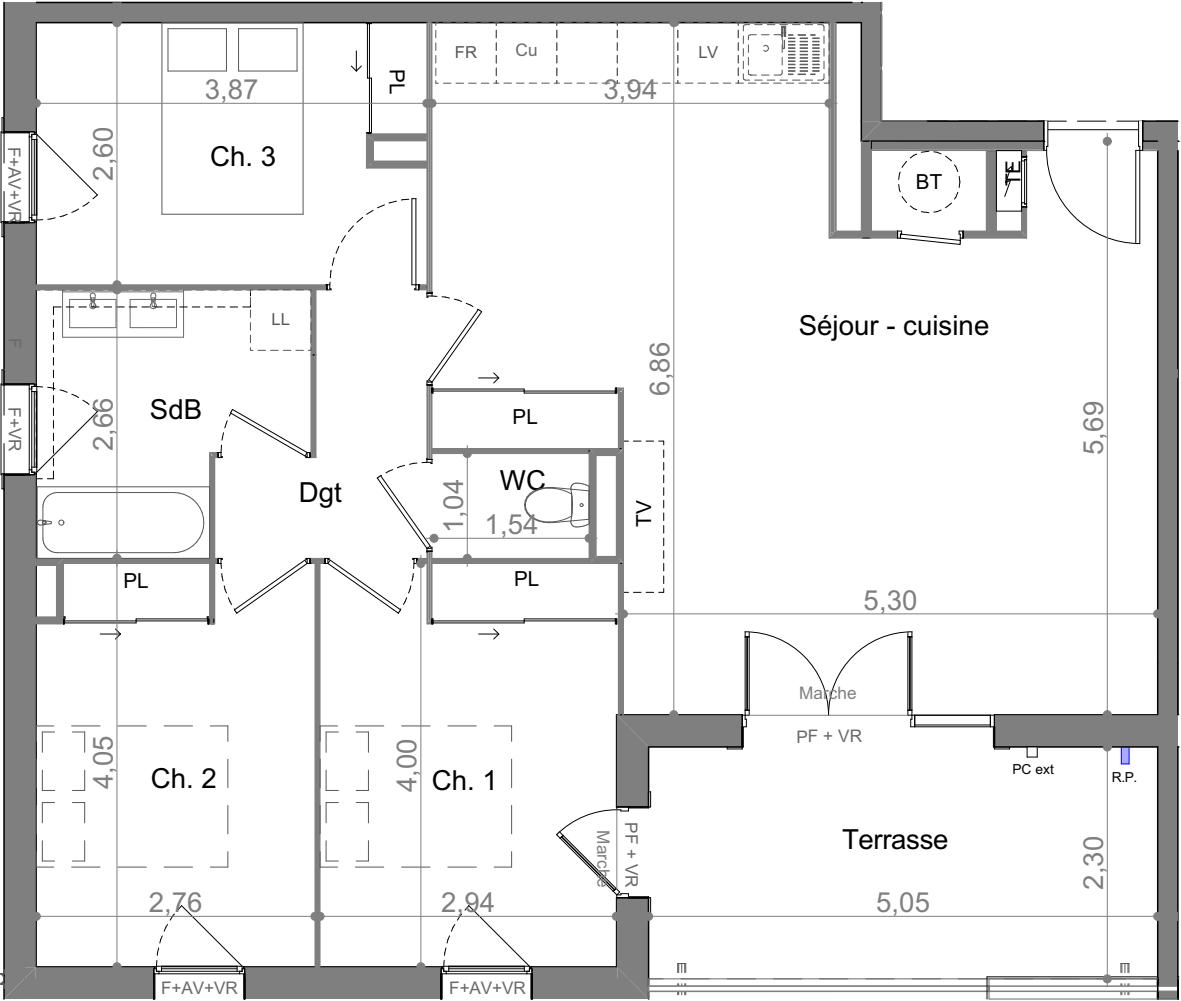 FR
Cu
LV
PL
3,87
3,94
2,60
Ch. 3
F+AV+VR
BT
TE
LL
Séjour - cuisine
F
6,86
SdB
2,66
F+VR
PL
5,69
Dgt
WC
1,04
1,54
TV
PL
PL
5,30
Marche
PF + VR
4,05
Ch. 2
4,00
Ch. 1
PC ext
R.P.
Terrasse
PF + VR
Marche
2,30
2,76
2,94
5,05
F+AV+VR
F+AV+VR